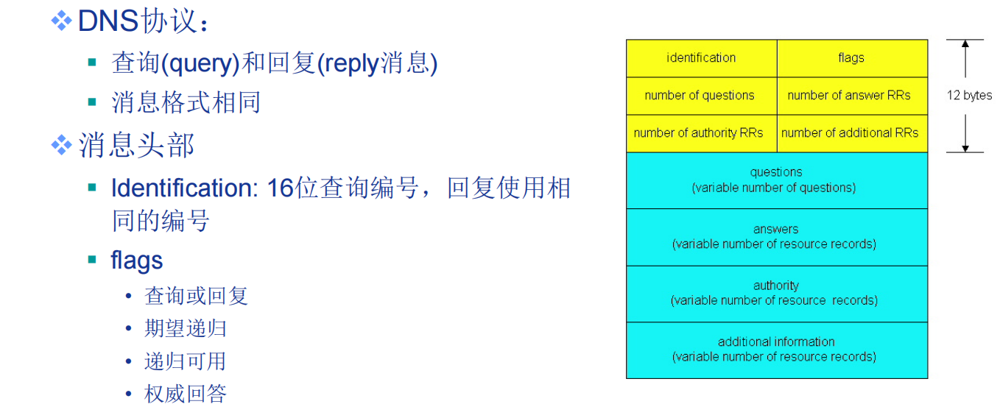 DNS协议：
查询(query)和回复(reply消息)
消息格式相同
消息头部
Identification: 16位查询编号，回复使用相
同的编号
flags
• 查询或回复
• 期望递归
• 递归可用
• 权威回答
identification
flags
number of questions
number of answer RRs
number of authority RRs
number of additional RRs
12 bytes
questions
(variable number of questions)
answers
(variable number of resource records)
authority
(variable number of resource records)
additional information
(variable number of resource records)